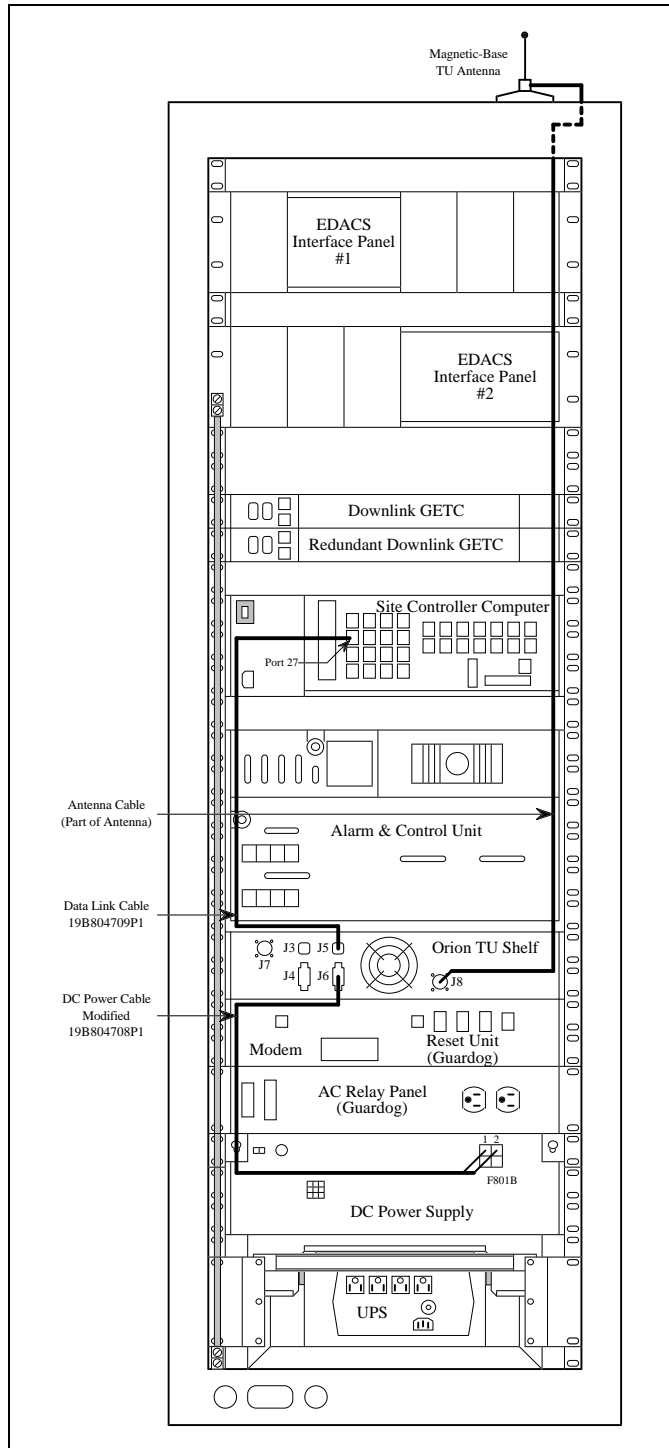 Magnetic-Base
TU Antenna
EDACS
Interface Panel
#1
EDACS
Interface Panel
#2
Downlink GETC
Redundant Downlink GETC
Site Controller Computer
Port 27
Antenna Cable
(Part of Antenna)
Alarm & Control Unit
Data Link Cable
19B804709P1
J3 J5
Orion TU Shelf
J7
J4 J6
J8
DC Power Cable
Modified
19B804708P1
Modem
Reset Unit
(Guardog)
AC Relay Panel
(Guardog)
1 2
F801B
DC Power Supply
UPS